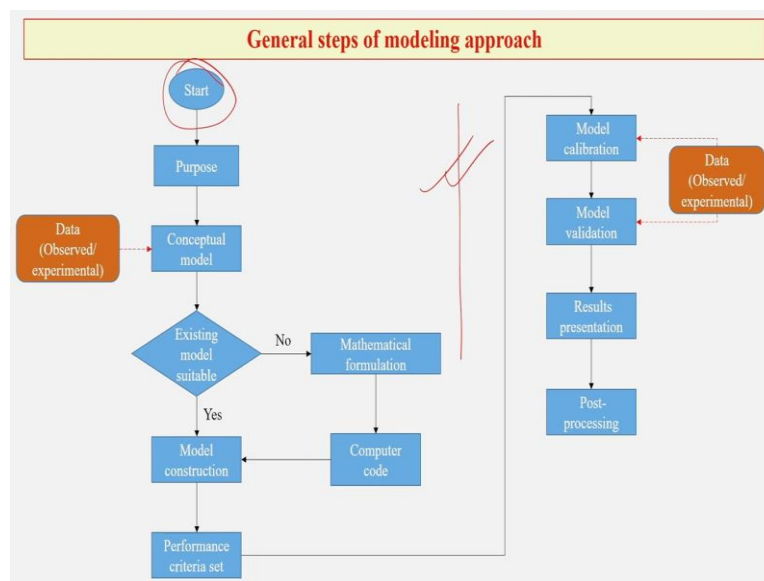 General steps of modeling approach
Start
Purpose
Data
(Observed/
experimental)
Conceptual
model
Existing
model
suitable
No
Mathematical
formulation
Yes
Model
construction
Computer
code
Performance
criteria set
Model
calibration
Data
(Observed/
experimental)
Model
validation
Results
presentation
Post-
processing